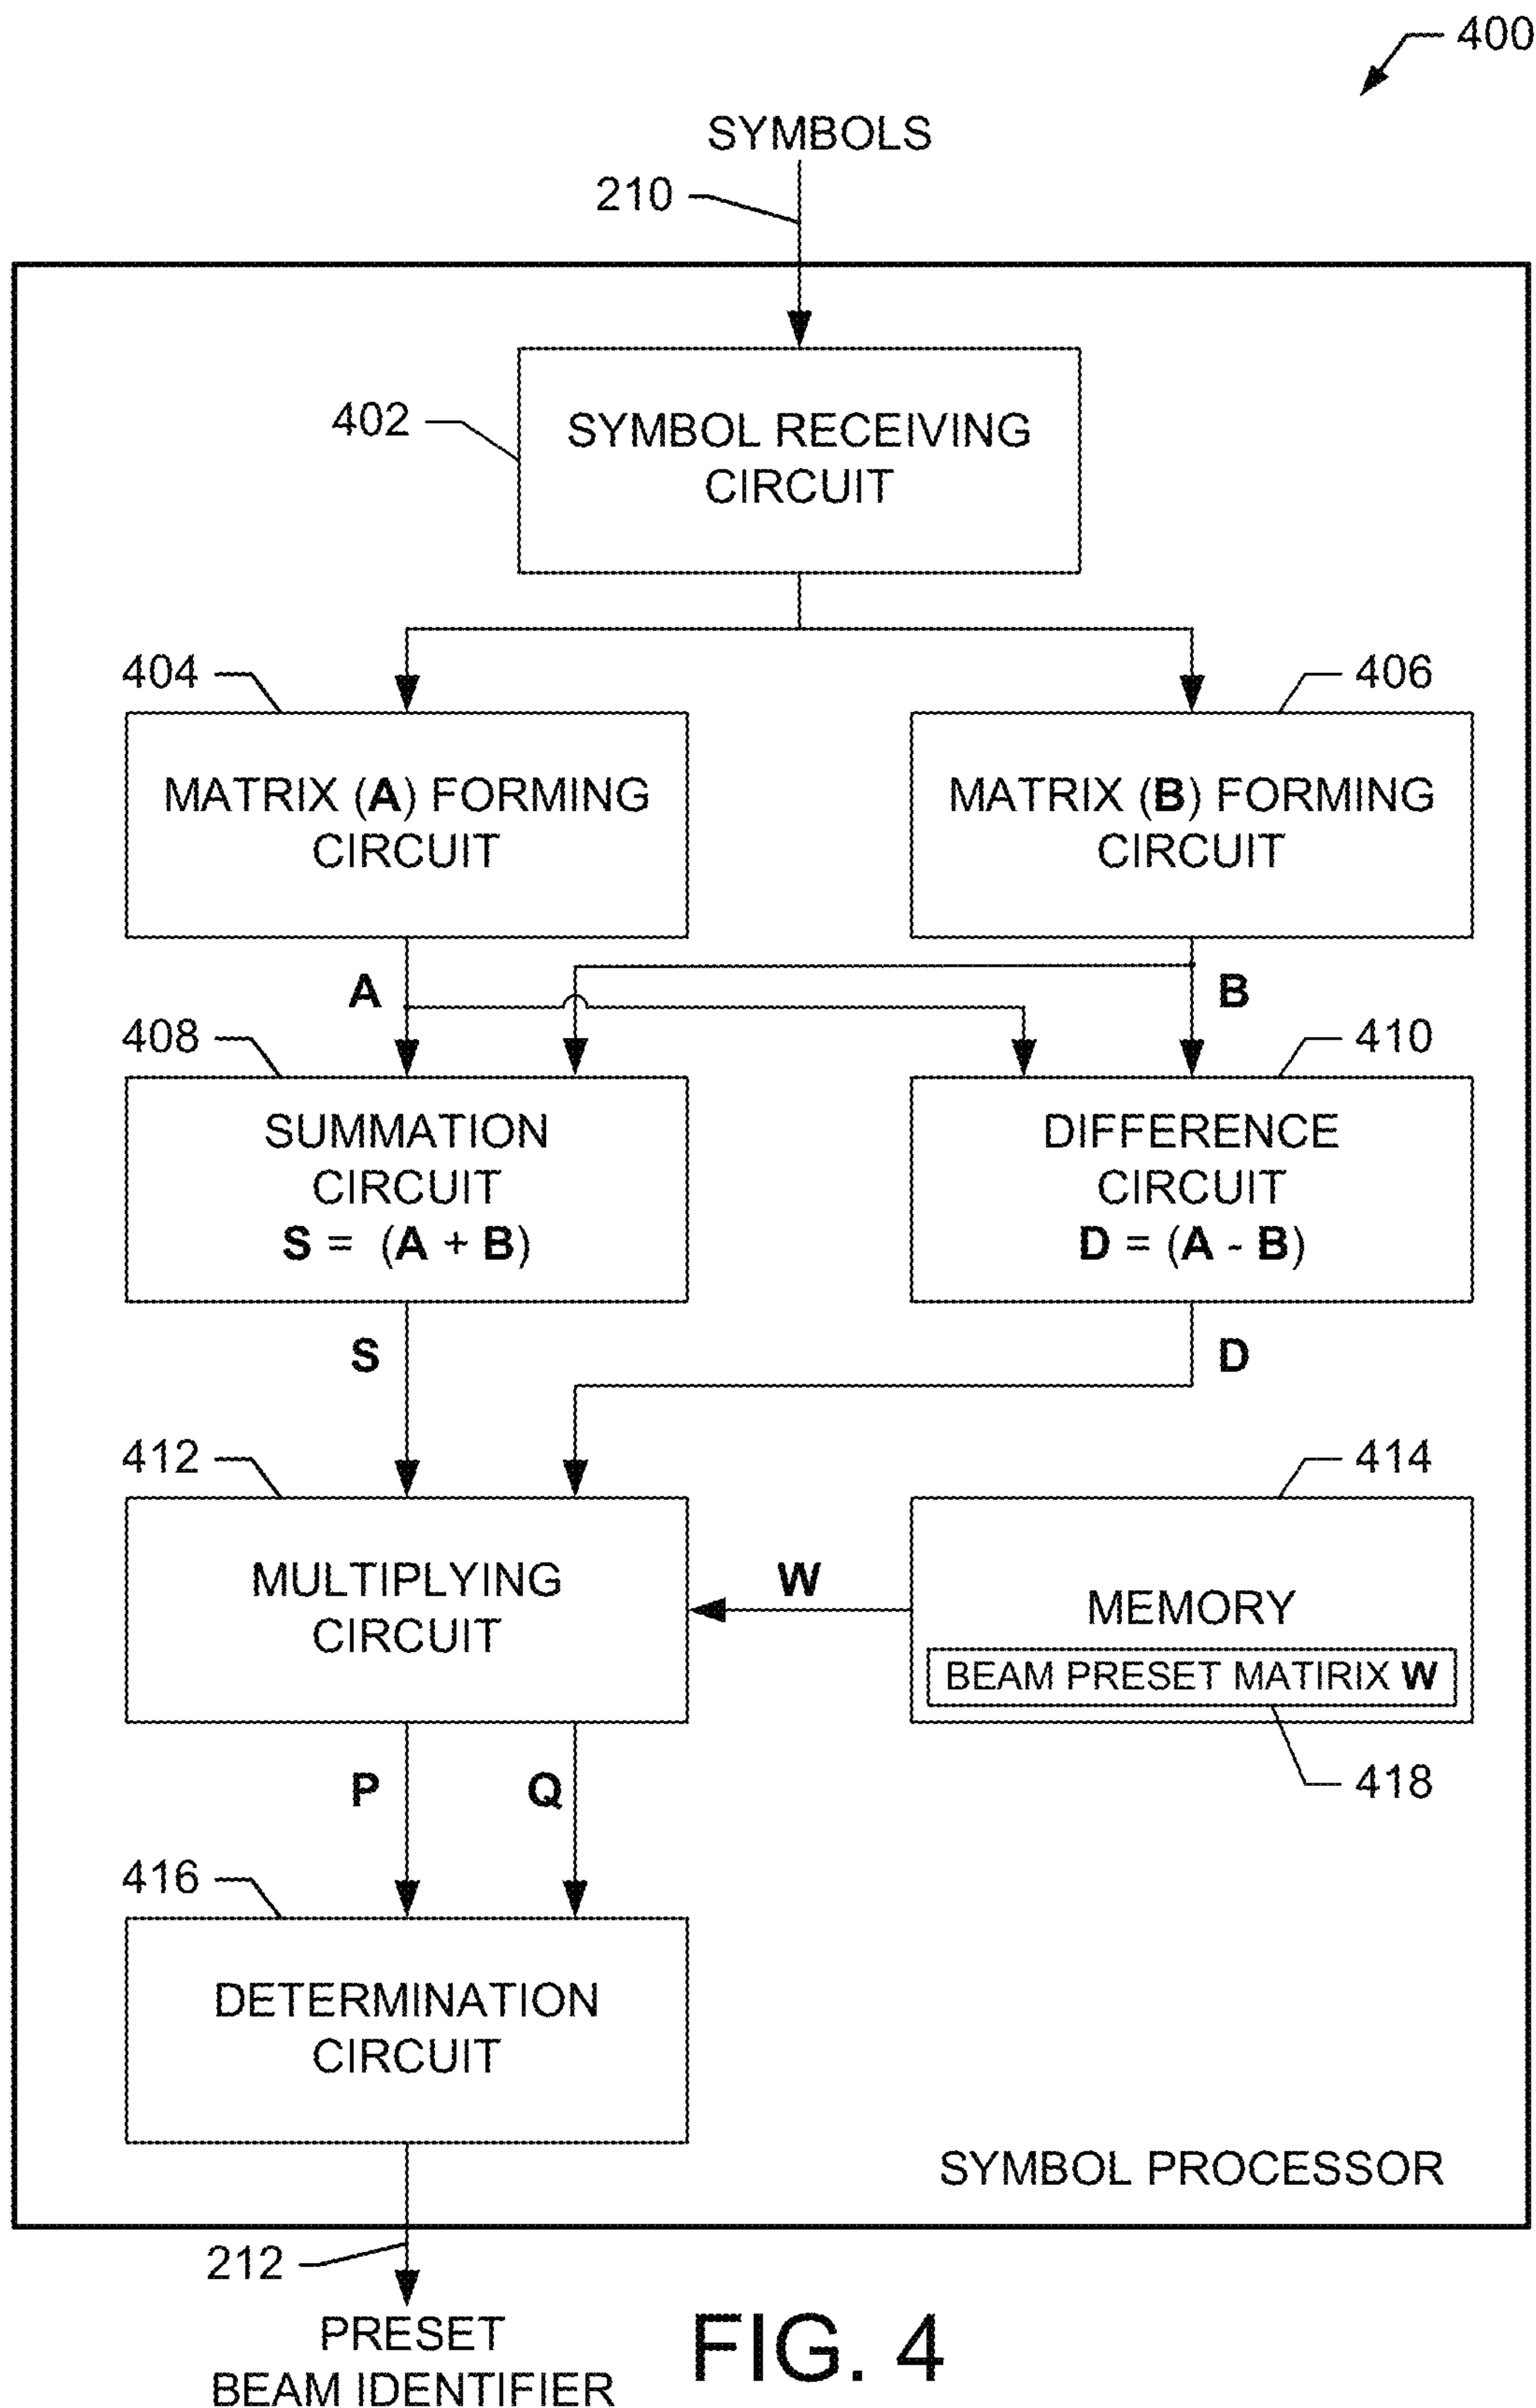 400
SYMBOLS
210
402
SYMBOL RECEIVING
CIRCUIT
404
406
MATRIX (A) FORMING
CIRCUIT
MATRIX (B) FORMING
CIRCUIT
A
B
408
410
SUMMATION
CIRCUIT
S = (A + B)
DIFFERENCE
CIRCUIT
D = (A - B)
S
D
412
414
MULTIPLYING
CIRCUIT
W
MEMORY
BEAM PRESET MATIRIX W
P
Q
418
416
DETERMINATION
CIRCUIT
SYMBOL PROCESSOR
212
PRESET
BEAM IDENTIFIER
FIG. 4